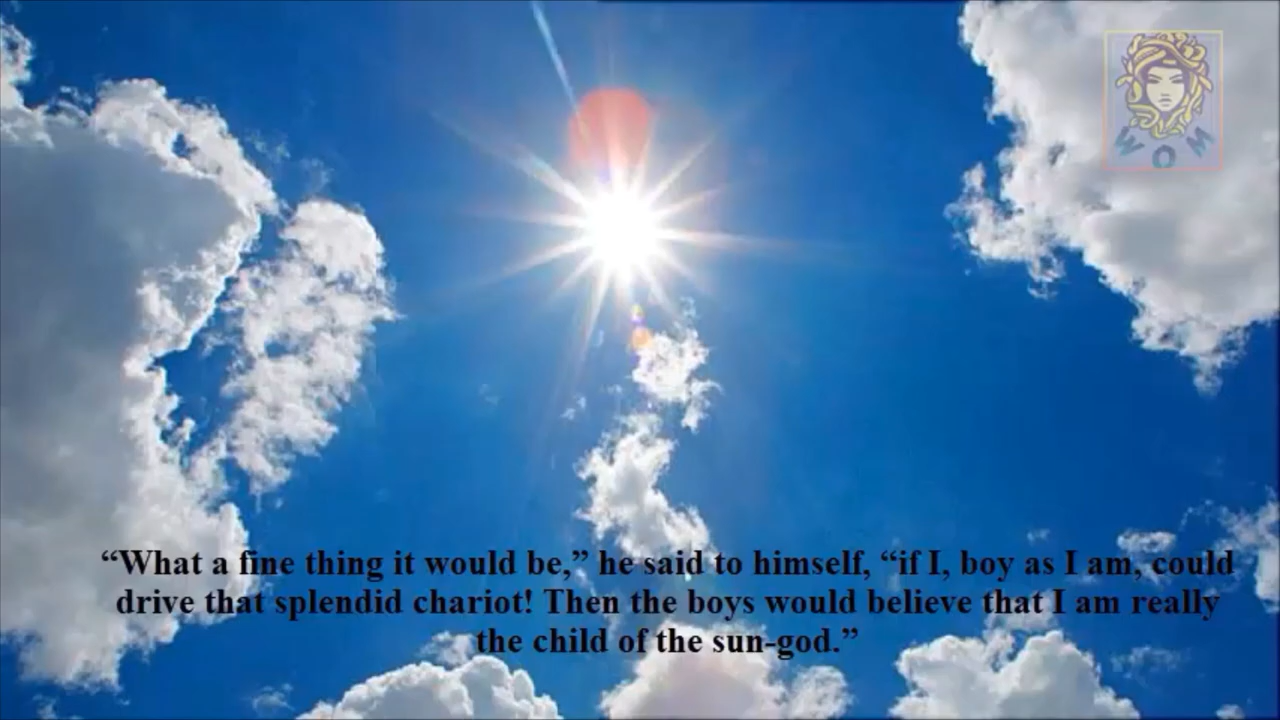 WOM
“What a fine thing it would be,” he said to himself, “if I, boy as I am, could
drive that splendid chariot! Then the boys would believe that I am really
the child of the sun-god.”